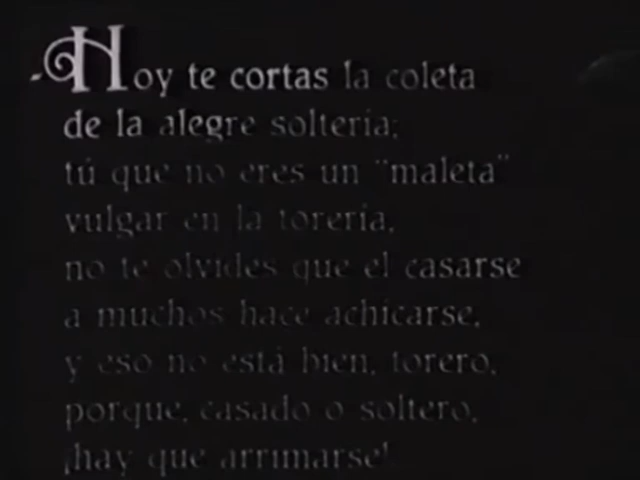 Hoy te cortas la coleta
de la alegre soltería;
tú que no eres un "maleta"
vulgar en la torería,
no te olvides que el casarse
a muchos hace achicarse,
y eso no está bien, torero,
porque, casado o soltero,
¡hay que arrimarse!